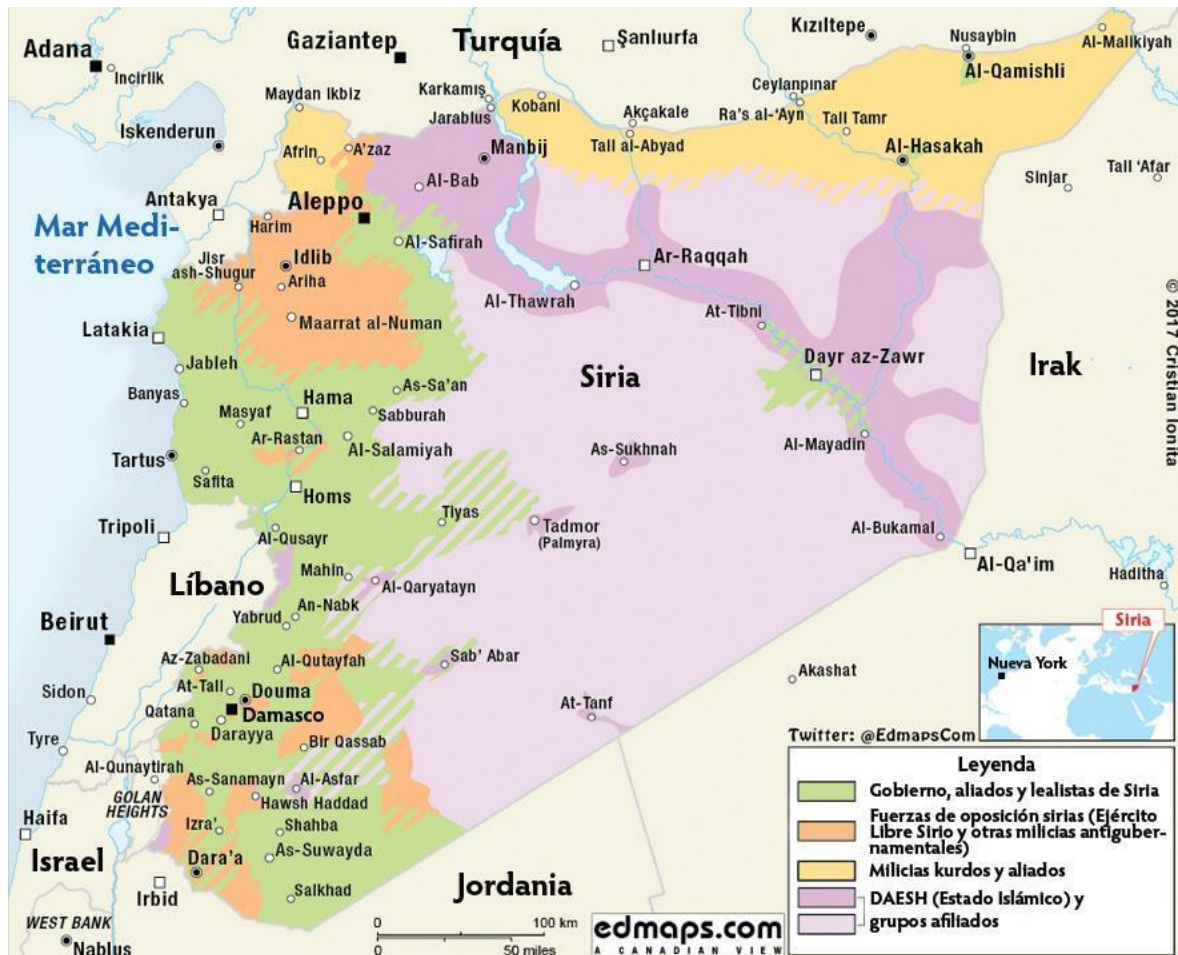 Adana
Incirlik
Gaziantep
Turquía
Şanlıurfa
Kızıltepe
Nusaybin
Al-Malikiyah
Al-Qamishli
Maydan Ikbiz
Karkamış
Jarablus
Kobani
Akçakale
Tall al-Abyad
Ceylanpınar
Ra's al-'Ayn
Tall Tamr
Al-Hasakah
Iskenderun
Afrin
A'zaz
Manbij
Al-Bab
Sinjar
Tall 'Afar
Antakya
Aleppo
Harim
Mar Medi-
terráneo
Jisr
ash-Shugur
Idlib
Ariha
Al-Safirah
Ar-Raqqah
Al-Thawrah
At-Tibni
Maarrat al-Numan
Latakia
Jableh
Banyas
Masyaf
Hama
As-Sa'an
Sabburah
Siria
Dayr az-Zawr
Irak
© 2017 Cristian Ionita
Ar-Rastan
Al-Salamiyah
As-Sukhnah
Al-Mayadin
Tartus
Safita
Homs
Tripoli
Al-Qusayr
Tiyas
Tadmor
(Palmyra)
Al-Bukamal
Al-Qa'im
Haditha
Líbano
Mahin
Al-Qaryatayn
An-Nabk
Yabrud
Beirut
Az-Zabadani
Al-Qutayfah
Sab' Abar
Akashat
Siria
Nueva York
Sidon
At-Tall
Douma
Damasco
Qatana
Darayya
At-Tanf
Tyre
Bir Qassab
Al-Qunaytirah
As-Sanamayn
Al-Asfar
GOLAN
HEIGHTS
Hawsh Haddad
Haifa
Izra'
Shahba
Israel
Dara'a
As-Suwayda
Irbid
Salkhad
Jordania
WEST BANK
Nablus
0 100 km
0 50 miles
edmaps.com
A CANADIAN VIEW
Twitter: @EdmapsCom
Leyenda
Gobierno, aliados y lealistas de Siria
Fuerzas de oposición sirias (Ejército
Libre Sirio y otras milicias antiguber-
namentales)
Milicias kurdos y aliados
DAESH (Estado Islámico) y
grupos afiliados